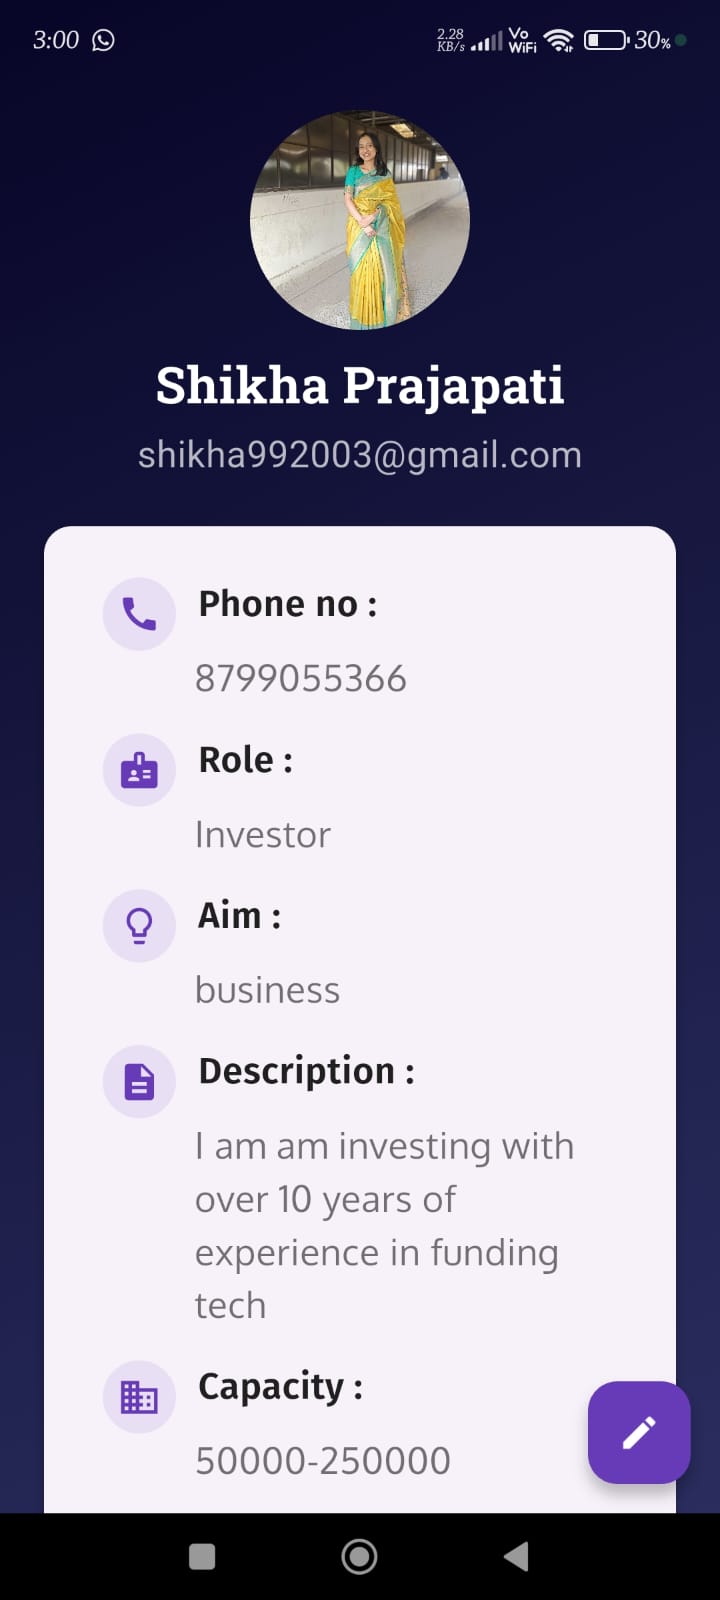 3:00
2.28
KB/s
Vo
WiFi
30%
Shikha Prajapati
shikha992003@gmail.com
Phone no :
8799055366
Role :
Investor
Aim :
business
Description :
I am am investing with
over 10 years of
experience in funding
tech
Capacity :
50000-250000